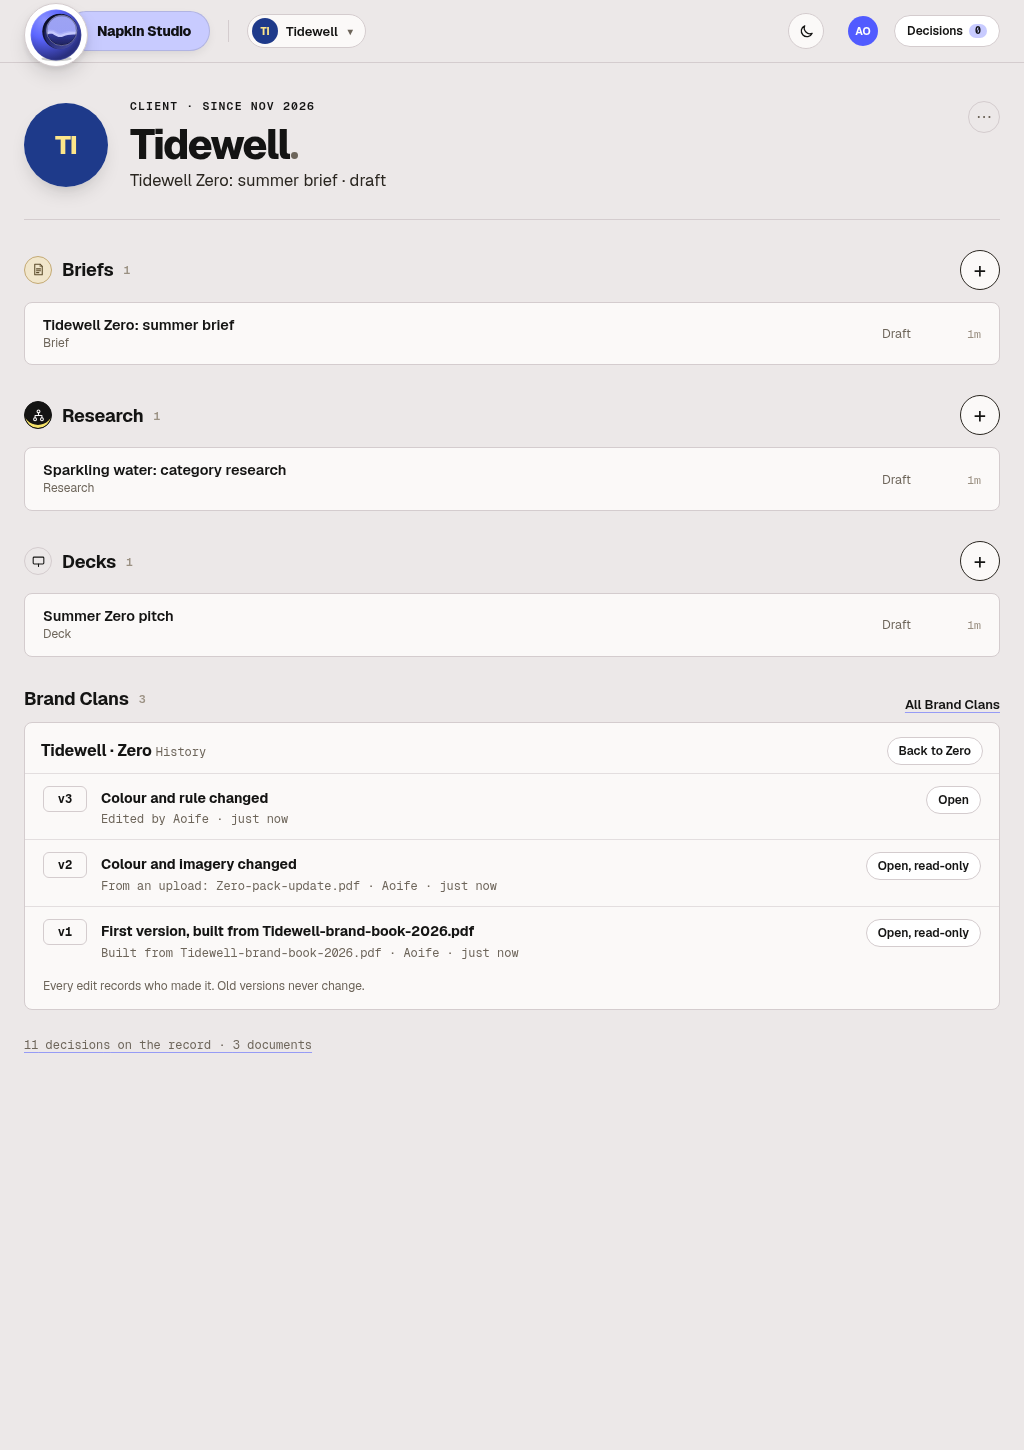 Napkin Studio
TI Tidewell ▾
AO
Decisions 0
TI
CLIENT · SINCE NOV 2026
Tidewell.
Tidewell Zero: summer brief · draft
···
Briefs 1
+
Tidewell Zero: summer brief
Brief
Draft 1m
Research 1
+
Sparkling water: category research
Research
Draft 1m
Decks 1
+
Summer Zero pitch
Deck
Draft 1m
Brand Clans 3
All Brand Clans
Tidewell · Zero History
Back to Zero
v3 Colour and rule changed
Edited by Aoife · just now
Open
v2 Colour and imagery changed
From an upload: Zero-pack-update.pdf · Aoife · just now
Open, read-only
v1 First version, built from Tidewell-brand-book-2026.pdf
Built from Tidewell-brand-book-2026.pdf · Aoife · just now
Open, read-only
Every edit records who made it. Old versions never change.
11 decisions on the record · 3 documents